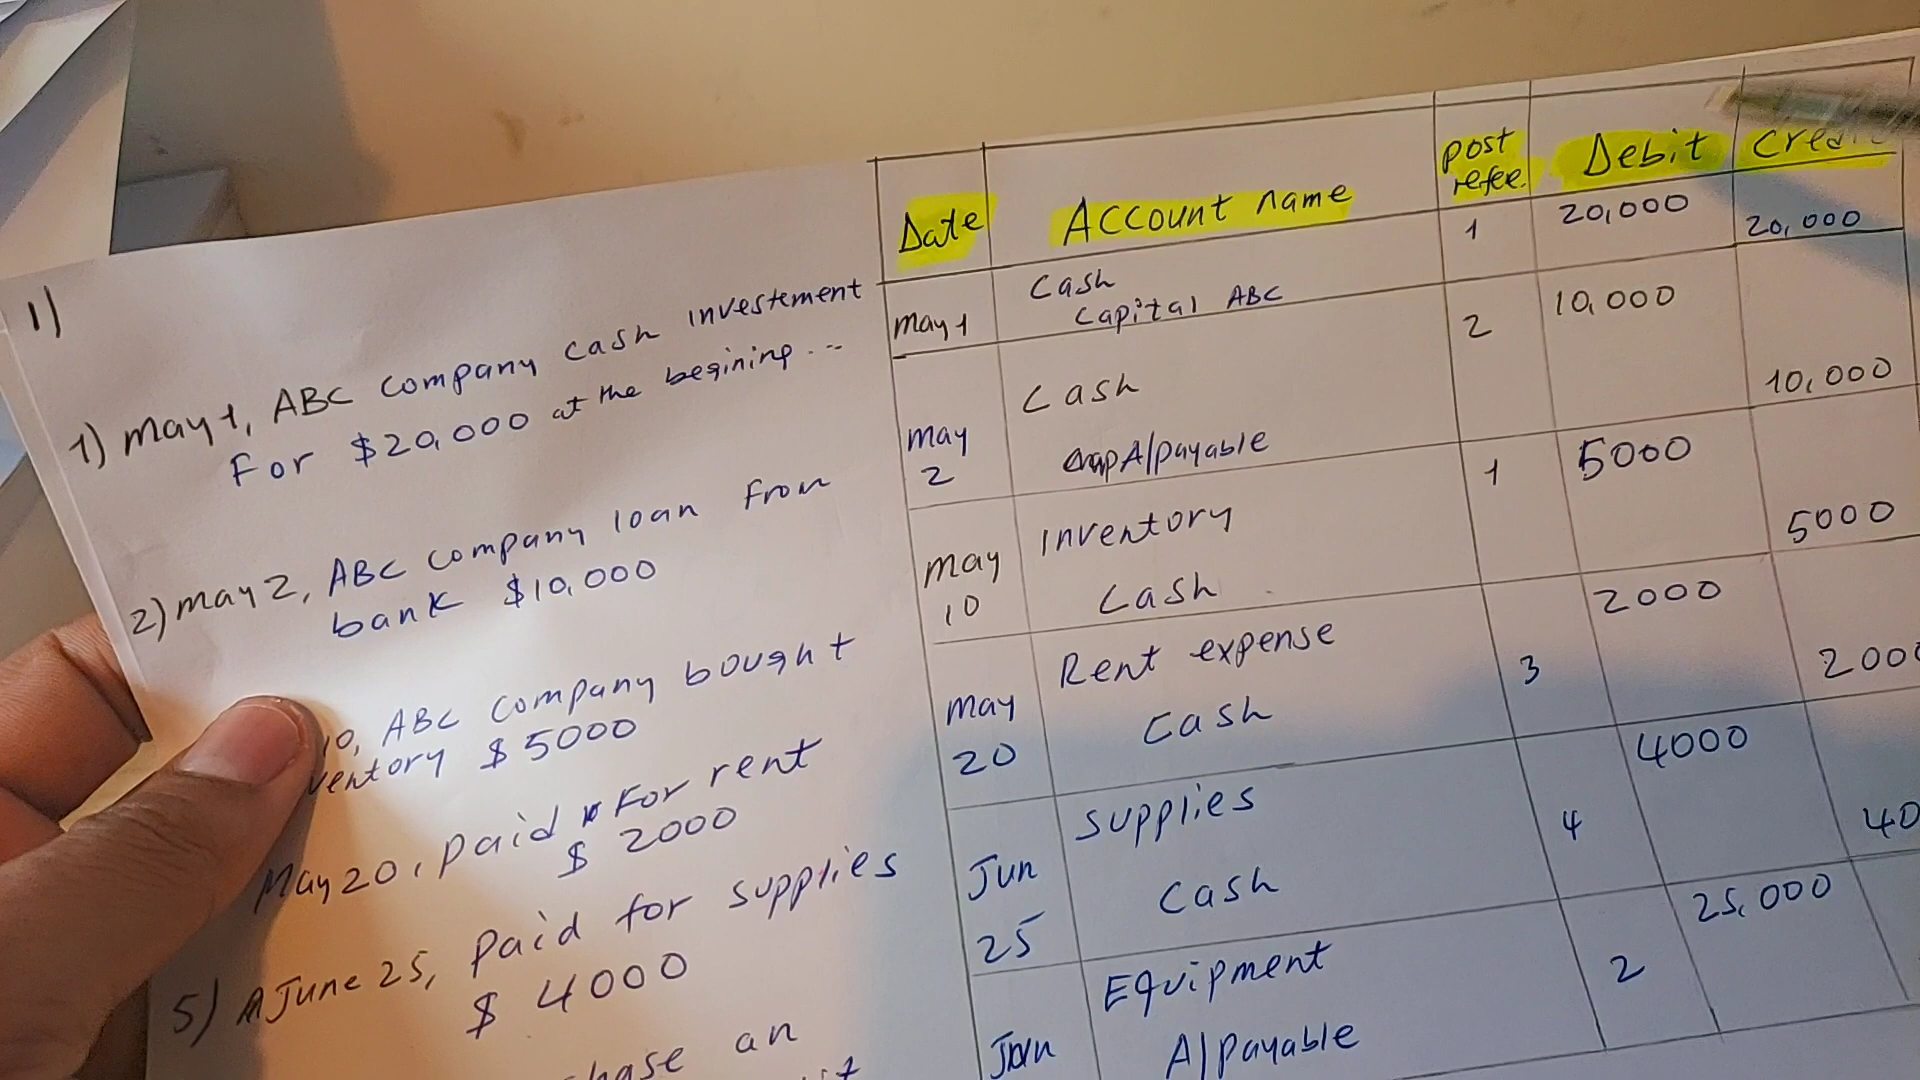 1)
1) May 1, ABC company cash investement
For $20,000 at the begining...
2) may 2, ABC company loan from
bank $10,000
10, ABC company bought
ventory $5000
May 20, paid for rent
$ 2000
5) June 25, Paid for supplies
$ 4000
hase an
Date Account name post refee. Debit Credi
May 1 Cash 1 20,000
Capital ABC 20,000
May 2 Cash 2 10,000
A/payable 10,000
May 10 Inventory 1 5000
Cash 5000
May 20 Rent expense 3 2000
Cash 2000
Jun 25 Supplies 4 4000
Cash 40
Equipment 2 25,000
A/payable